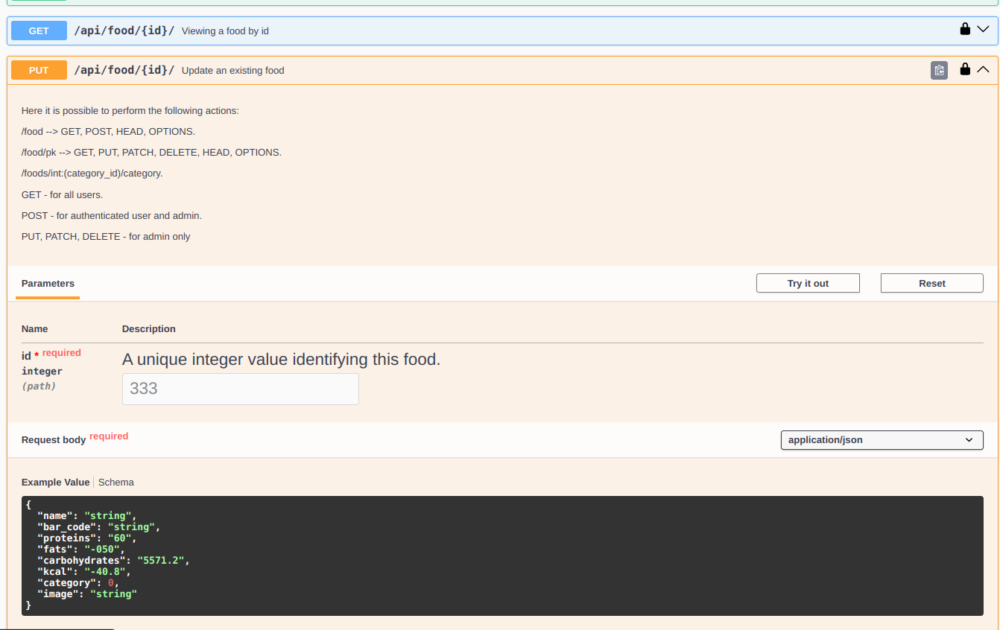 GET /api/food/{id}/ Viewing a food by id
PUT /api/food/{id}/ Update an existing food
Here it is possible to perform the following actions:
/food --> GET, POST, HEAD, OPTIONS.
/food/pk --> GET, PUT, PATCH, DELETE, HEAD, OPTIONS.
/foods/int:(category_id)/category.
GET - for all users.
POST - for authenticated user and admin.
PUT, PATCH, DELETE - for admin only
Parameters Try it out Reset
Name Description
id * required A unique integer value identifying this food.
integer
(path) 333
Request body required application/json
Example Value Schema
{
  "name": "string",
  "bar_code": "string",
  "proteins": "60",
  "fats": "-050",
  "carbohydrates": "5571.2",
  "kcal": "-40.8",
  "category": 0,
  "image": "string"
}